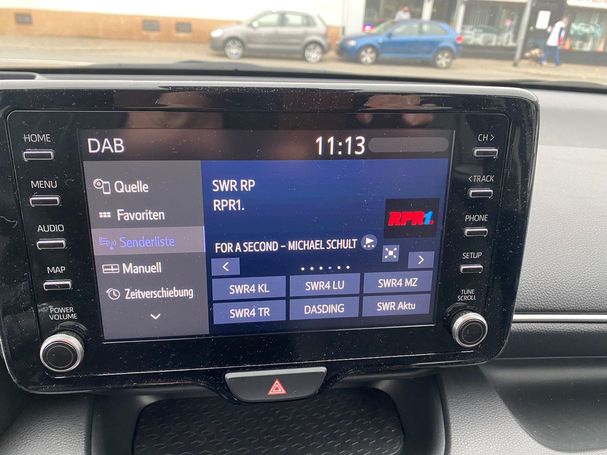 DAB
11:13
HOME
MENU
AUDIO
MAP
POWER
VOLUME
Quelle
Favoriten
Senderliste
Manuell
Zeitverschiebung
SWR RP
RPR1.
RPR1.
FOR A SECOND – MICHAEL SCHULT
SWR4 KL
SWR4 LU
SWR4 MZ
SWR4 TR
DASDING
SWR Aktu
CH >
< TRACK
PHONE
SETUP
TUNE
SCROLL